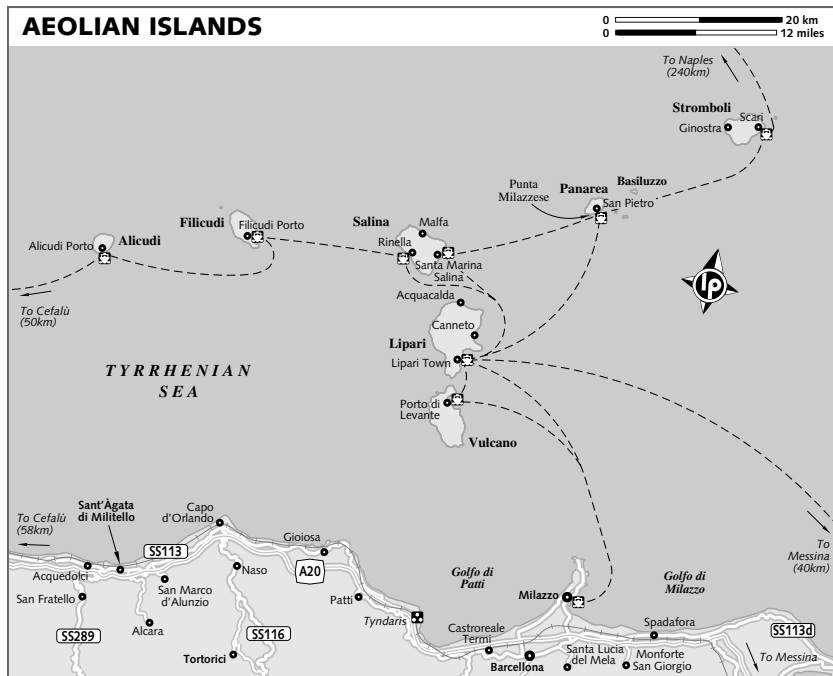 AEOLIAN ISLANDS
0 20 km
0 12 miles
To Naples
(240km)
Stromboli
Scari
Ginostra
Basiluzzo
Panarea
Punta
Milazzese
San Pietro
Filicudi
Filicudi Porto
Salina
Malfa
Rinella
Santa Marina
Salina
Alicudi Porto
Alicudi
To Cefalù
(50km)
Acquacalda
Canneto
Lipari
Lipari Town
lp
TYRRHENIAN
SEA
Porto di
Levante
Vulcano
To Cefalù
(58km)
Sant'Àgata
di Militello
Capo
d'Orlando
SS113
Gioiosa
A20
Acquedolci
San Fratello
San Marco
d'Alunzio
Naso
Patti
Golfo di
Patti
Golfo di
Milazzo
To
Messina
(40km)
Milazzo
Tyndaris
Alcara
SS289
SS116
Tortorici
Castroreale
Termi
Barcellona
Santa Lucia
del Mela
Spadafora
Monforte
San Giorgio
SS113d
To Messina